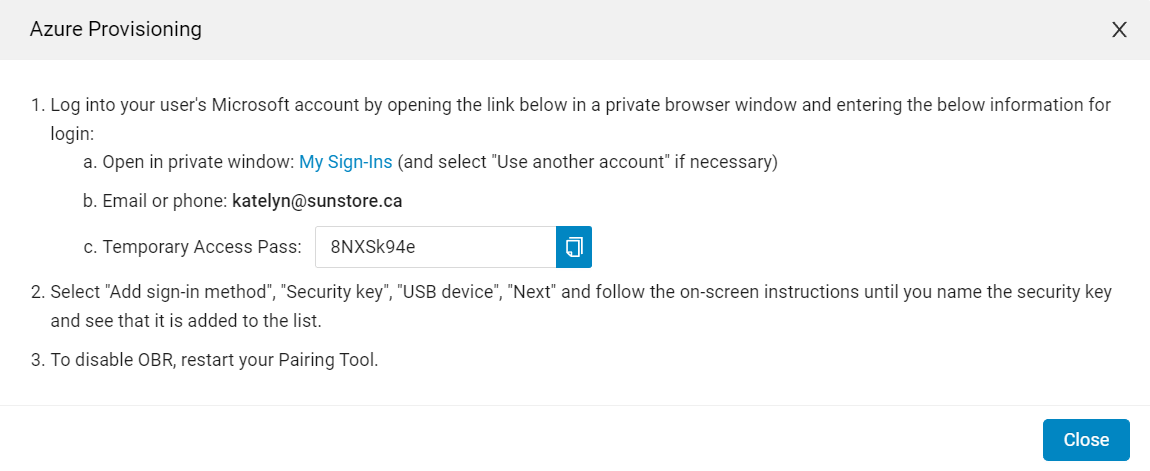 Azure Provisioning
X
1. Log into your user's Microsoft account by opening the link below in a private browser window and entering the below information for
login:
a. Open in private window: My Sign-Ins (and select "Use another account" if necessary)
b. Email or phone: katelyn@sunstore.ca
c. Temporary Access Pass: 8NXSk94e
2. Select "Add sign-in method", "Security key", "USB device", "Next" and follow the on-screen instructions until you name the security key
and see that it is added to the list.
3. To disable OBR, restart your Pairing Tool.
Close